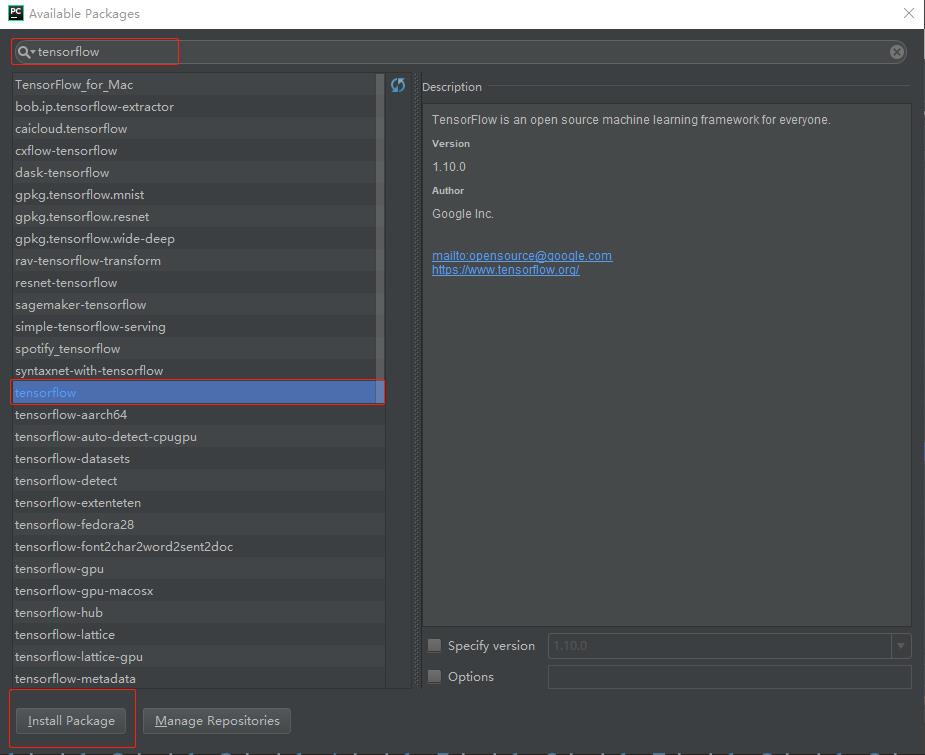 PC
Available Packages
tensorflow
TensorFlow_for_Mac
bob.ip.tensorflow-extractor
caicloud.tensorflow
cxflow-tensorflow
dask-tensorflow
gpkg.tensorflow.mnist
gpkg.tensorflow.resnet
gpkg.tensorflow.wide-deep
rav-tensorflow-transform
resnet-tensorflow
sagemaker-tensorflow
simple-tensorflow-serving
spotify_tensorflow
syntaxnet-with-tensorflow
tensorflow
tensorflow-aarch64
tensorflow-auto-detect-cpugpu
tensorflow-datasets
tensorflow-detect
tensorflow-extenteten
tensorflow-fedora28
tensorflow-font2char2word2sent2doc
tensorflow-gpu
tensorflow-gpu-macosx
tensorflow-hub
tensorflow-lattice
tensorflow-lattice-gpu
tensorflow-metadata
Description
TensorFlow is an open source machine learning framework for everyone.
Version
1.10.0
Author
Google Inc.
mailto:opensource@google.com
https://www.tensorflow.org/
Specify version
1.10.0
Options
Install Package
Manage Repositories